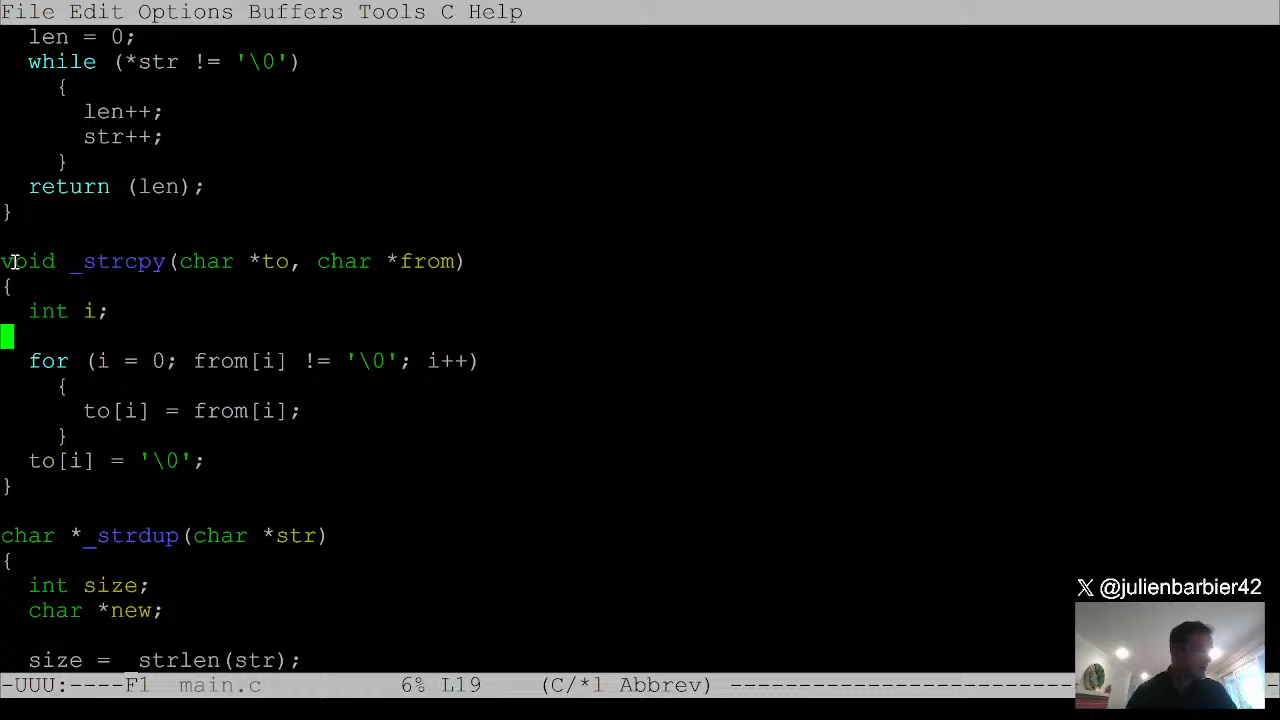 File Edit Options Buffers Tools C Help
  len = 0;
  while (*str != '\0')
    {
      len++;
      str++;
    }
  return (len);
}
void _strcpy(char *to, char *from)
{
  int i;
  for (i = 0; from[i] != '\0'; i++)
    {
      to[i] = from[i];
    }
  to[i] = '\0';
}
char *_strdup(char *str)
{
  int size;
  char *new;
  size = _strlen(str);
-UUU:----F1  main.c          6% L19    (C/*l Abbrev) ------------------------
X @julienbarbier42